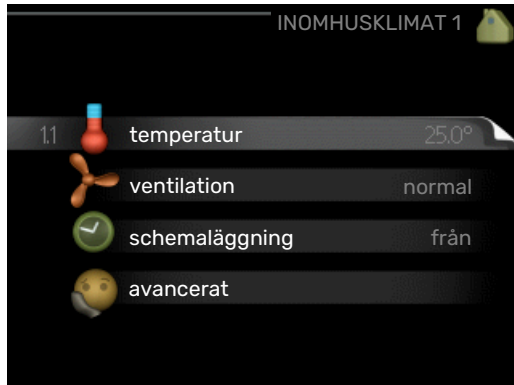 INOMHUSKLIMAT 1
1.1 temperatur 25.0°
ventilation normal
schemaläggning från
avancerat